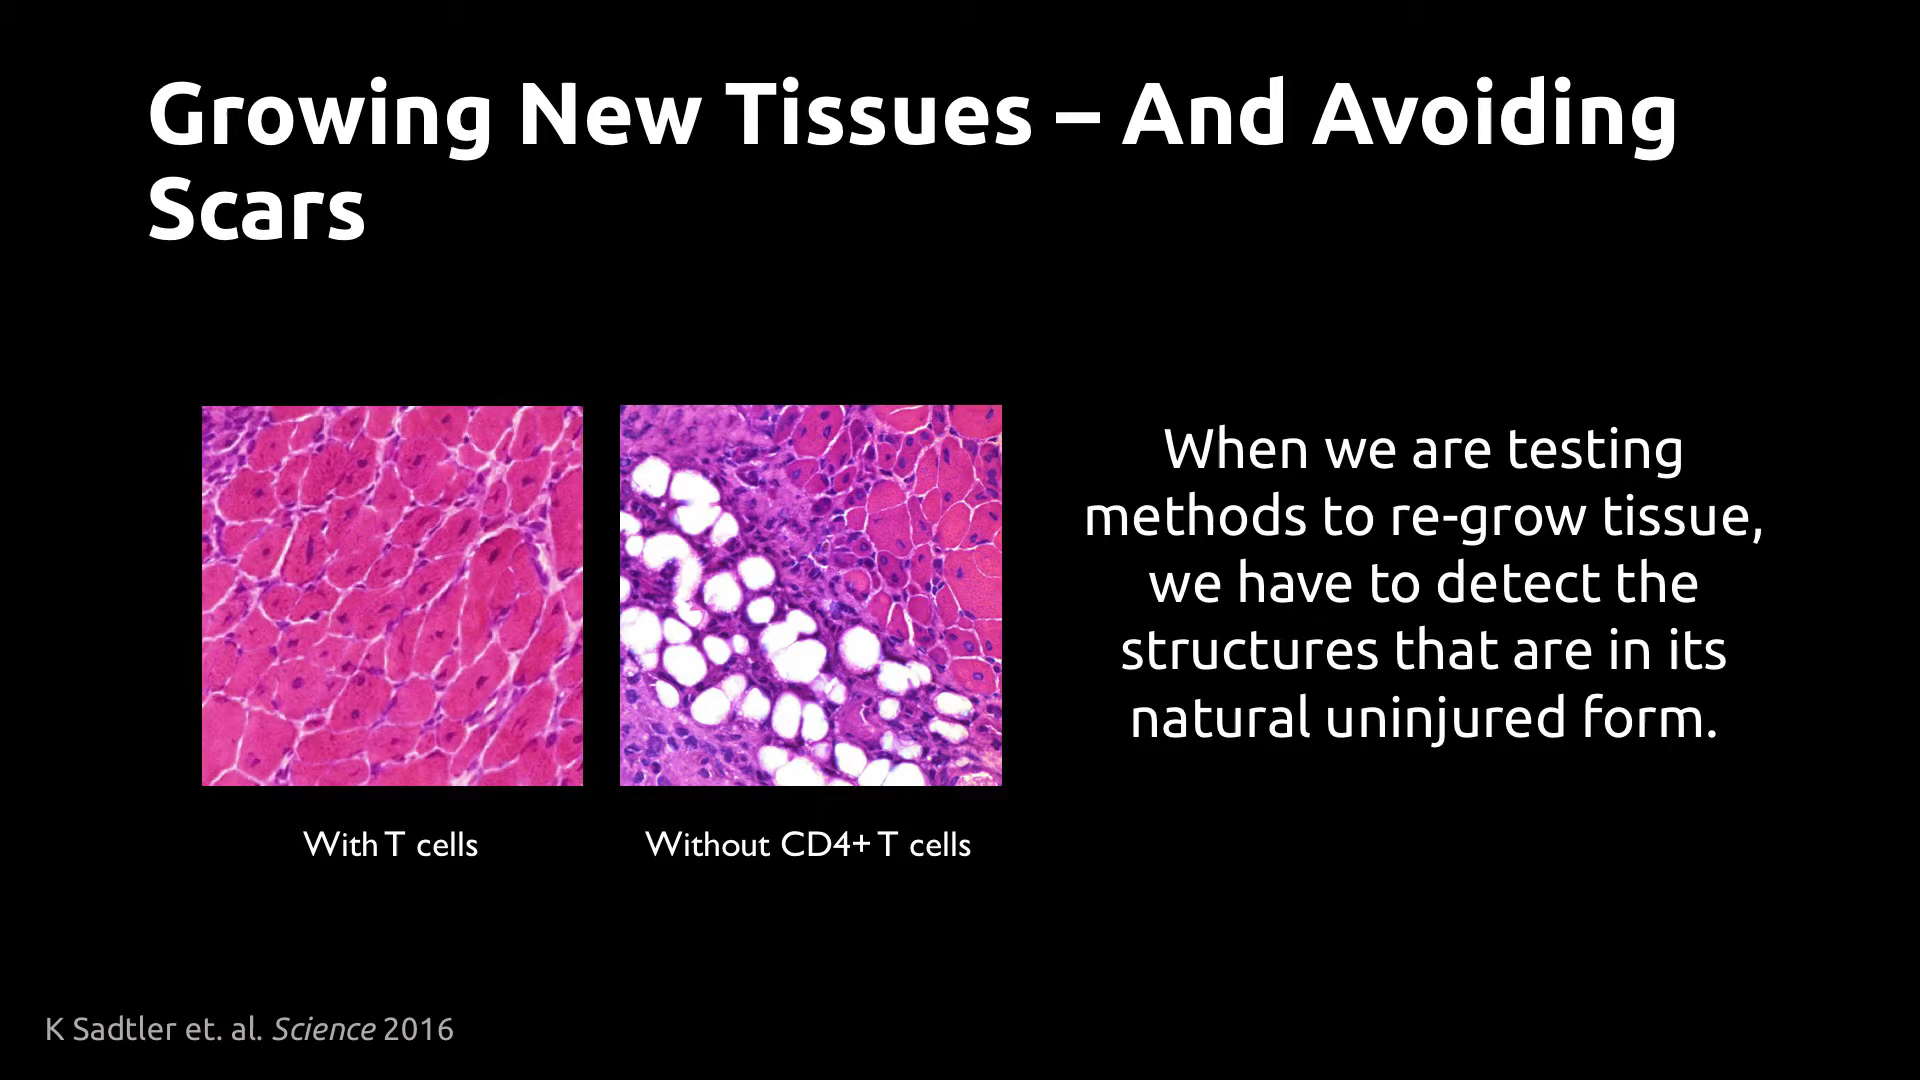 Growing New Tissues – And Avoiding
Scars
When we are testing
methods to re-grow tissue,
we have to detect the
structures that are in its
natural uninjured form.
With T cells
Without CD4+ T cells
K Sadtler et. al. Science 2016